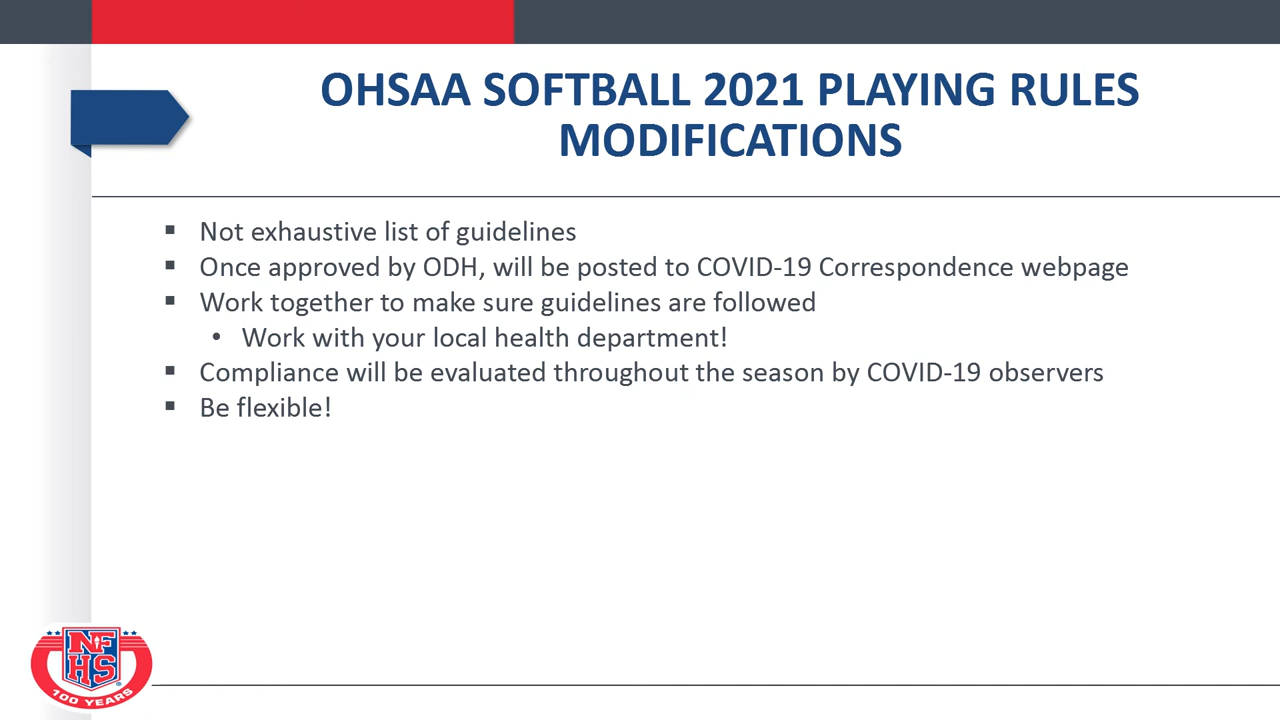 OHSAA SOFTBALL 2021 PLAYING RULES
MODIFICATIONS
▪ Not exhaustive list of guidelines
▪ Once approved by ODH, will be posted to COVID-19 Correspondence webpage
▪ Work together to make sure guidelines are followed
• Work with your local health department!
▪ Compliance will be evaluated throughout the season by COVID-19 observers
▪ Be flexible!
NF
HS
100 YEARS